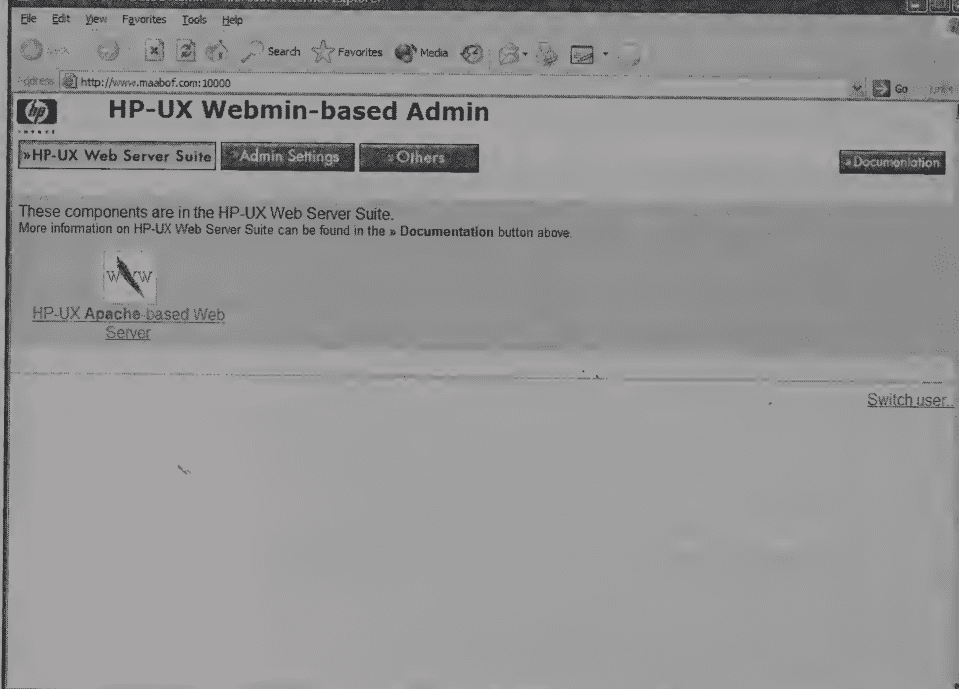 File Edit View Favorites Tools Help
Search Favorites Media
http://www.maabof.com:10000 Go
hp HP-UX Webmin-based Admin
invent
»HP-UX Web Server Suite »Admin Settings »Others »Documentation
These components are in the HP-UX Web Server Suite.
More information on HP-UX Web Server Suite can be found in the » Documentation button above.
WWW
HP-UX Apache-based Web
Server
Switch user..